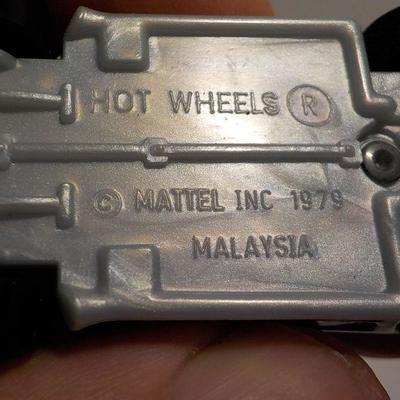 HOT WHEELS ®
© MATTEL INC 1979
MALAYSIA